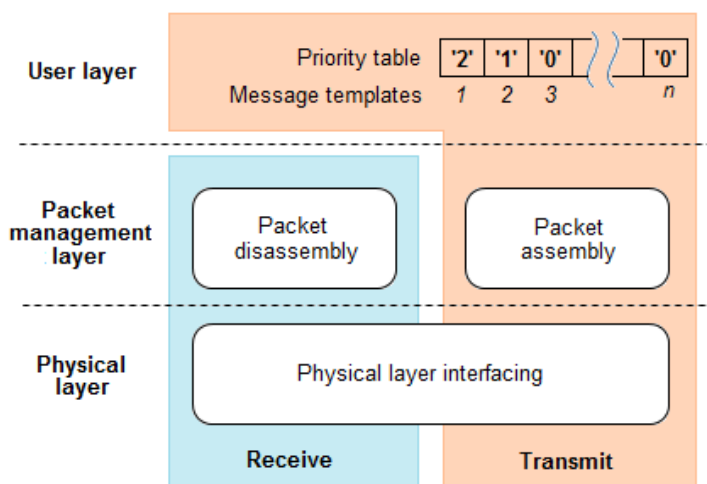 User layer
Priority table '2' '1' '0' '0'
Message templates 1 2 3 n
Packet
management
layer
Packet
disassembly
Packet
assembly
Physical
layer
Physical layer interfacing
Receive
Transmit